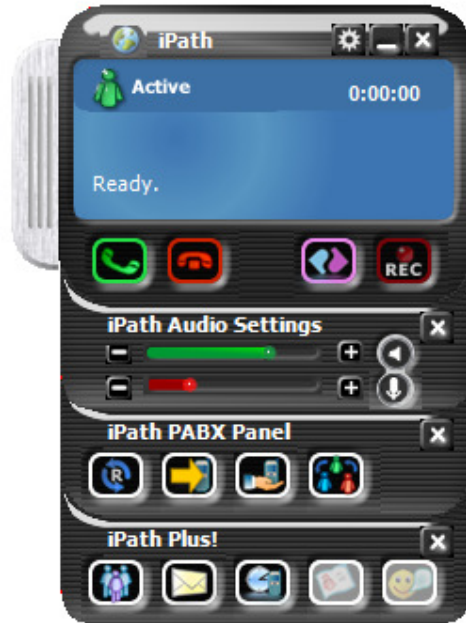 iPath
Active
0:00:00
Ready.
REC
iPath Audio Settings
iPath PABX Panel
R
iPath Plus!